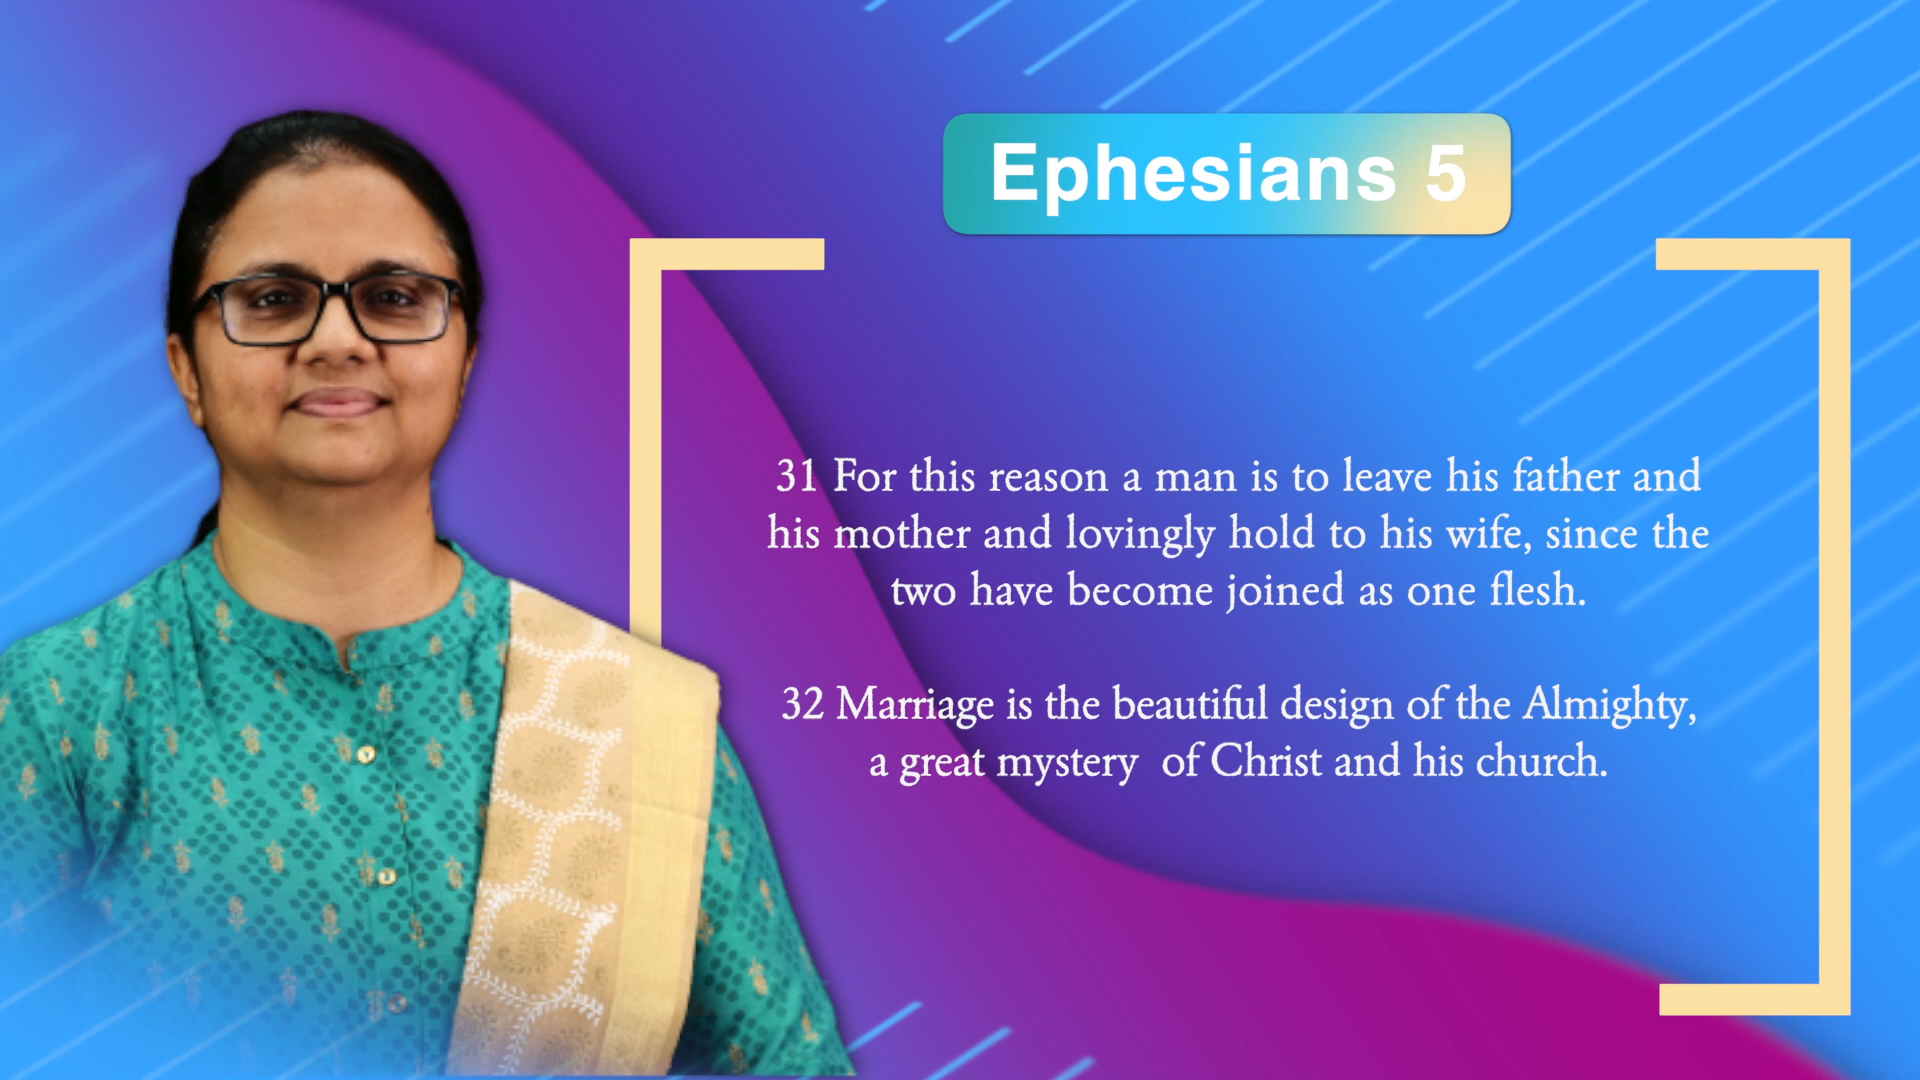 Ephesians 5
31 For this reason a man is to leave his father and
his mother and lovingly hold to his wife, since the
two have become joined as one flesh.
32 Marriage is the beautiful design of the Almighty,
a great mystery  of Christ and his church.